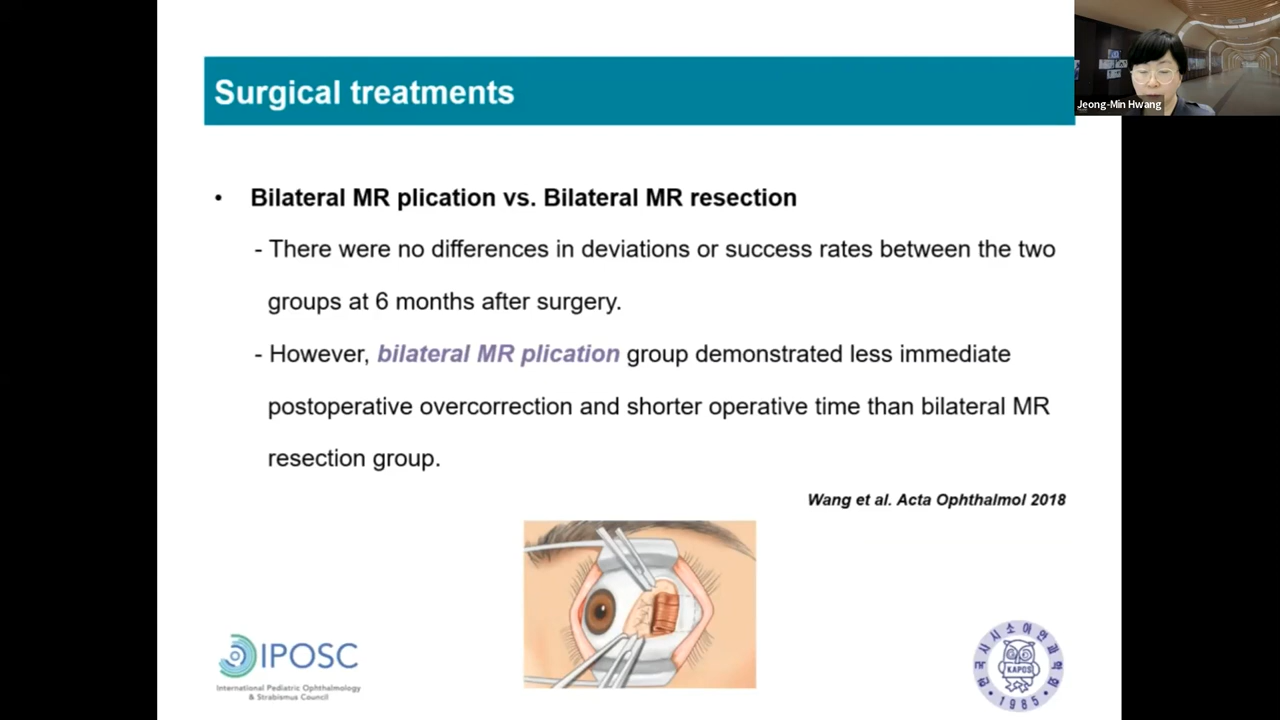 Surgical treatments
Jeong-Min Hwang
• Bilateral MR plication vs. Bilateral MR resection
- There were no differences in deviations or success rates between the two
groups at 6 months after surgery.
- However, bilateral MR plication group demonstrated less immediate
postoperative overcorrection and shorter operative time than bilateral MR
resection group.
Wang et al. Acta Ophthalmol 2018
IPOSC
International Pediatric Ophthalmology
& Strabismus Council
KAPOS
1985